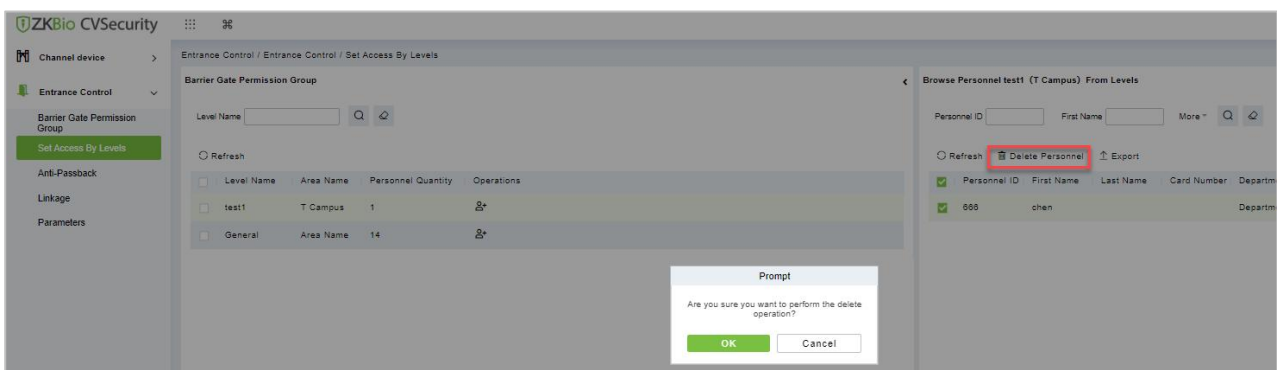 ZKBio CVSecurity
Channel device
Entrance Control
Barrier Gate Permission
Group
Set Access By Levels
Anti-Passback
Linkage
Parameters
Entrance Control / Entrance Control / Set Access By Levels
Barrier Gate Permission Group
Level Name
Refresh
Level Name Area Name Personnel Quantity Operations
test1 T Campus 1
General Area Name 14
Browse Personnel test1 (T Campus) From Levels
Personnel ID First Name More
Refresh Delete Personnel Export
Personnel ID First Name Last Name Card Number Departme
666 chen Departm
Prompt
Are you sure you want to perform the delete
operation?
OK Cancel